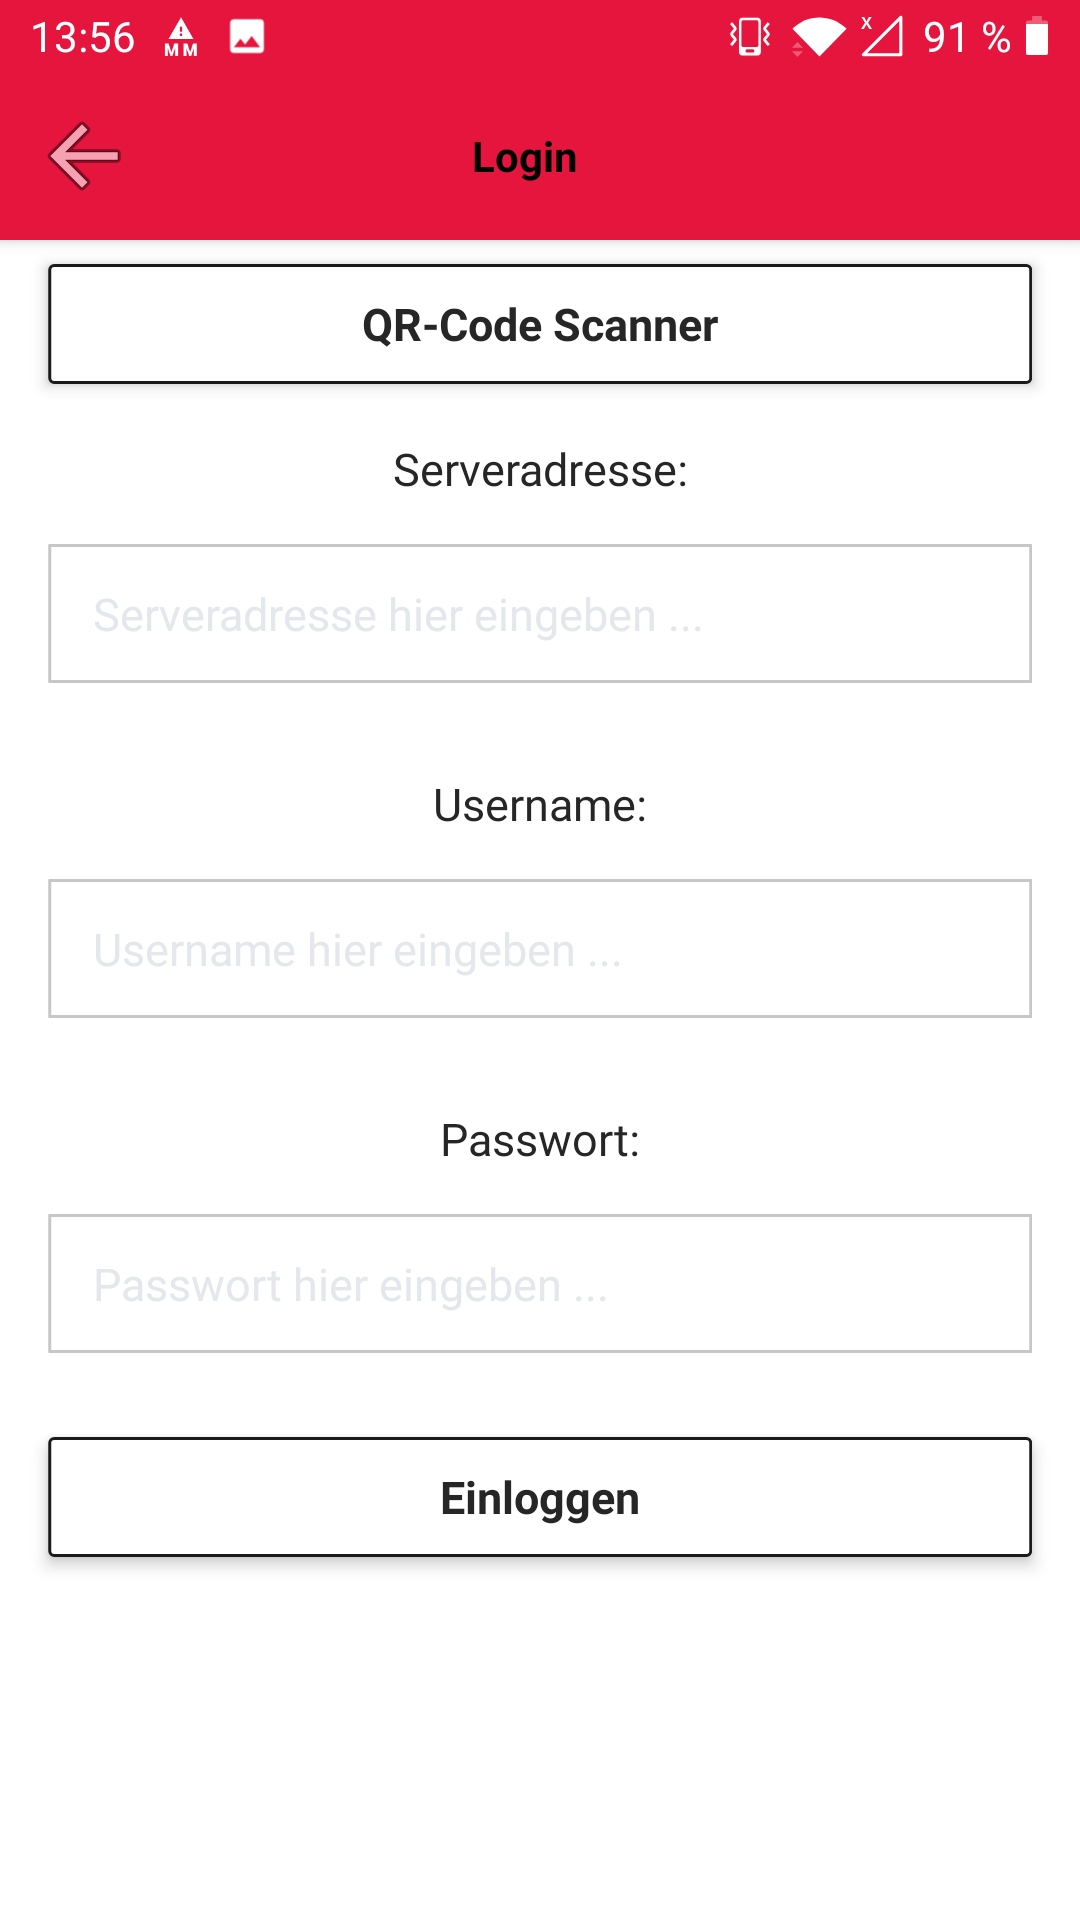 13:56 MM x 91 %
Login
QR-Code Scanner
Serveradresse:
Serveradresse hier eingeben ...
Username:
Username hier eingeben ...
Passwort:
Passwort hier eingeben ...
Einloggen